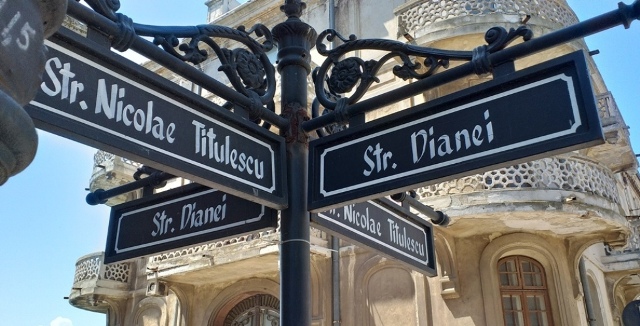 15
Str. Nicolae Titulescu
Str. Dianei
Str. Dianei
Str. Nicolae Titulescu